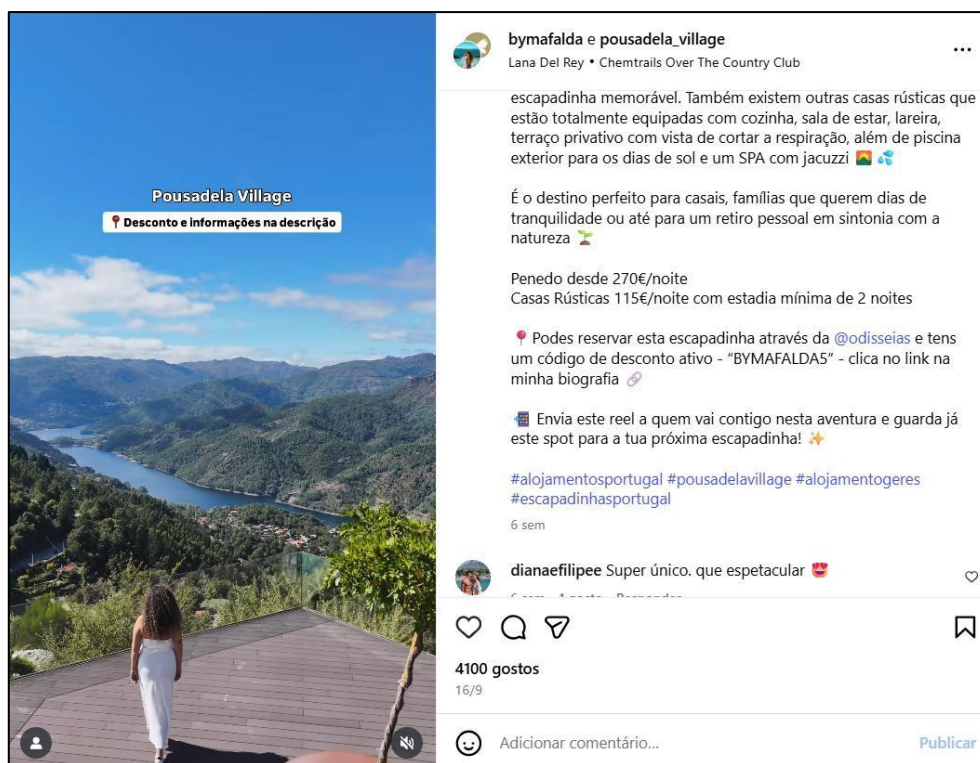 Pousadela Village
📍 Desconto e informações na descrição
bymafalda e pousadela_village
Lana Del Rey • Chemtrails Over The Country Club
escapadinha memorável. Também existem outras casas rústicas que
estão totalmente equipadas com cozinha, sala de estar, lareira,
terraço privativo com vista de cortar a respiração, além de piscina
exterior para os dias de sol e um SPA com jacuzzi 🌄 💦
É o destino perfeito para casais, famílias que querem dias de
tranquilidade ou até para um retiro pessoal em sintonia com a
natureza 🌱
Penedo desde 270€/noite
Casas Rústicas 115€/noite com estadia mínima de 2 noites
📍 Podes reservar esta escapadinha através da @odisseias e tens
um código de desconto ativo - “BYMAFALDA5” - clica no link na
minha biografia 🔗
📲 Envia este reel a quem vai contigo nesta aventura e guarda já
este spot para a tua próxima escapadinha! ✨
#alojamentosportugal #pousadelavillage #alojamentogeres
#escapadinhasportugal
6 sem
dianaefilipee Super único. que espetacular 😍
6 sem 1 gosto Responder
4100 gostos
16/9
Adicionar comentário...
Publicar